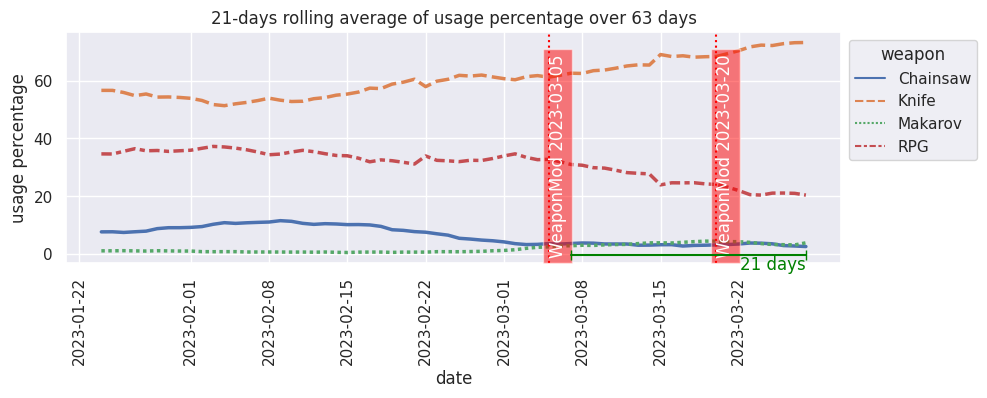 21-days rolling average of usage percentage over 63 days
usage percentage
60
40
20
0
WeaponMod 2023-03-05
WeaponMod 2023-03-20
21 days
2023-01-22
2023-02-01
2023-02-08
2023-02-15
2023-02-22
2023-03-01
2023-03-08
2023-03-15
2023-03-22
date
weapon
Chainsaw
Knife
Makarov
RPG